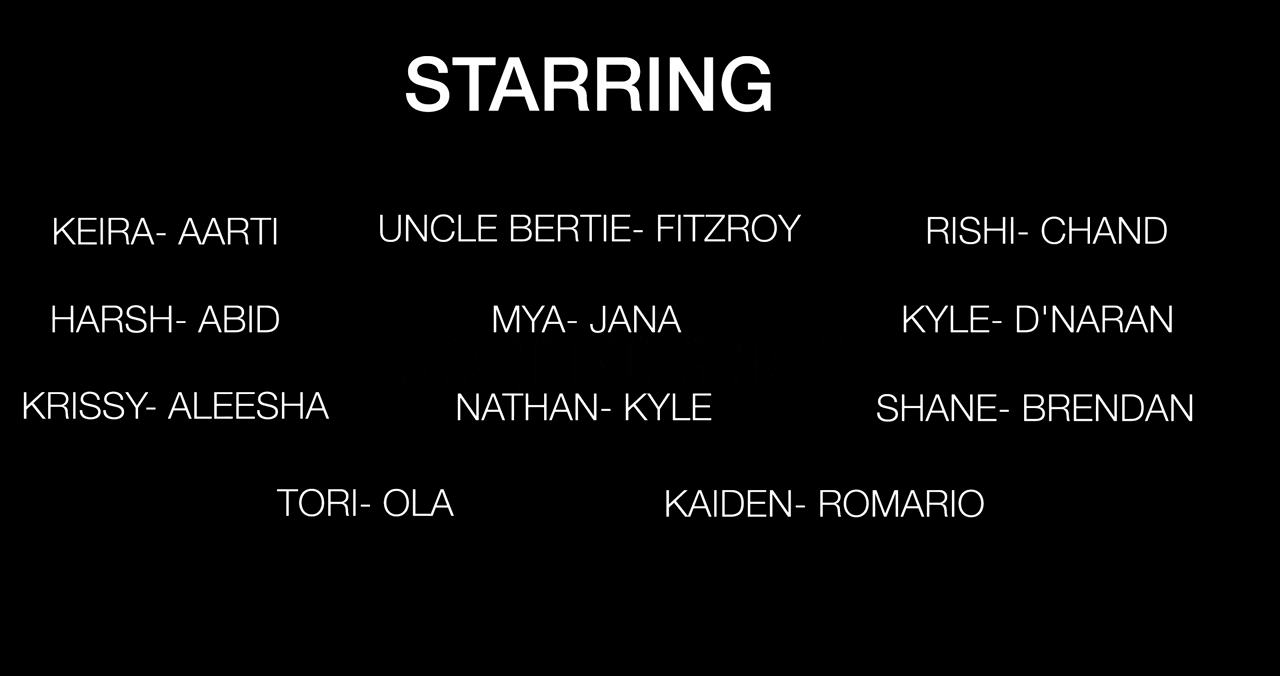 STARRING
KEIRA- AARTI UNCLE BERTIE- FITZROY RISHI- CHAND
HARSH- ABID MYA- JANA KYLE- D'NARAN
KRISSY- ALEESHA NATHAN- KYLE SHANE- BRENDAN
TORI- OLA KAIDEN- ROMARIO